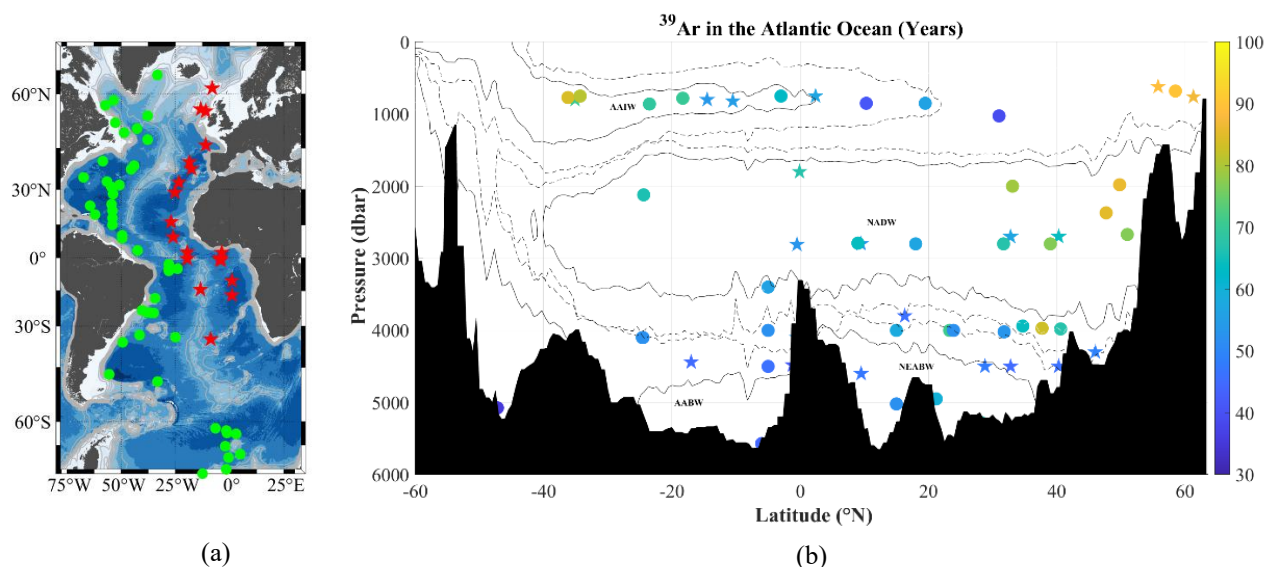 ³⁹Ar in the Atlantic Ocean (Years)
60°N
30°N
0°
30°S
60°S
75°W 50°W 25°W 0°E 25°E
(a)
0
1000
2000
3000
4000
5000
6000
Pressure (dbar)
AAIW
NADW
NEABW
AABW
-60 -40 -20 0 20 40 60
Latitude (°N)
100
90
80
70
60
50
40
30
(b)